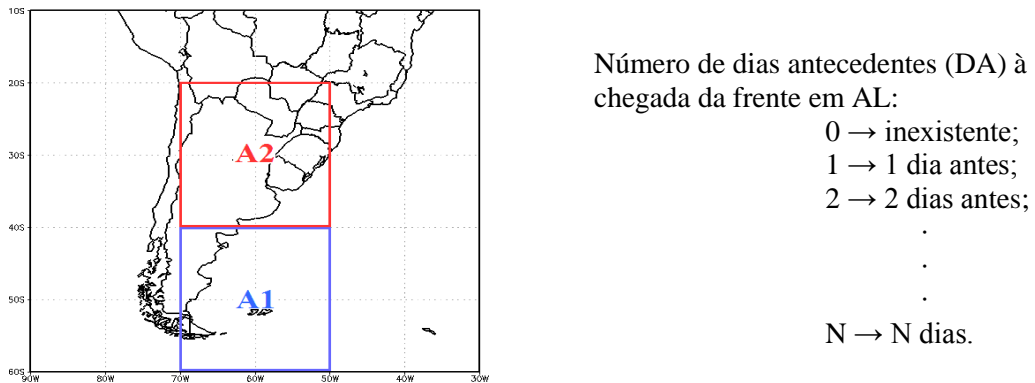 10S
20S
30S
40S
50S
60S
90W 80W 70W 60W 50W 40W 30W
A2
A1
Número de dias antecedentes (DA) à
chegada da frente em AL:
0 → inexistente;
1 → 1 dia antes;
2 → 2 dias antes;
.
.
.
N → N dias.